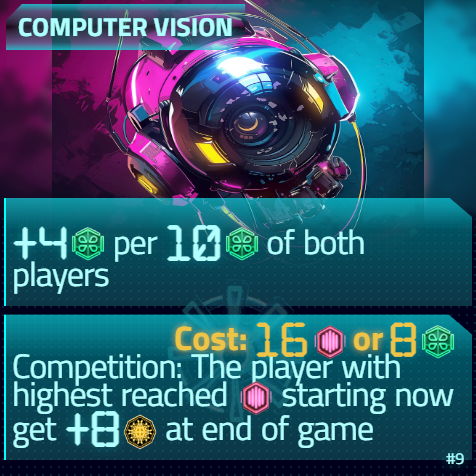 COMPUTER VISION
+4 per 10 of both
players
Cost: 16 or 8
Competition: The player with
highest reached starting now
get +8 at end of game
#9